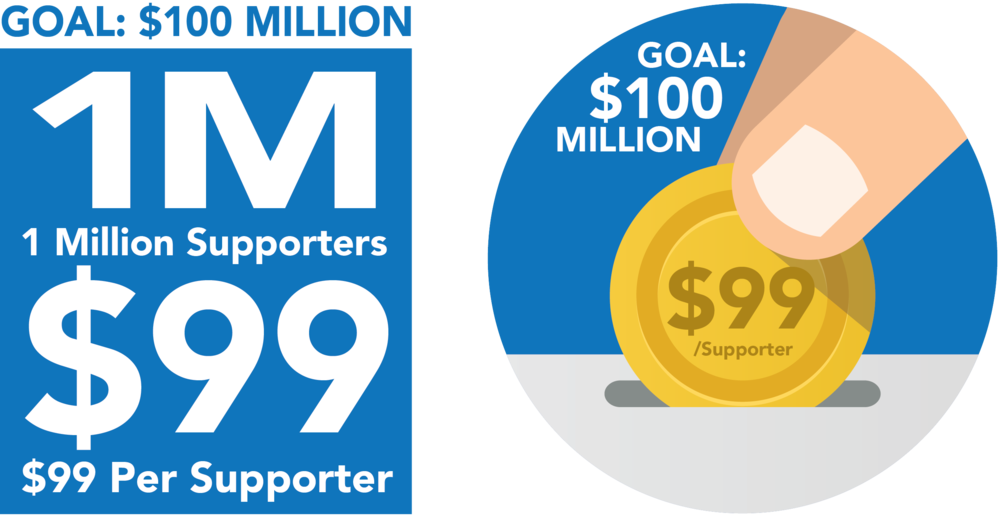 GOAL: $100 MILLION
1M
1 Million Supporters
$99
$99 Per Supporter
GOAL:
$100
MILLION
$99
/Supporter